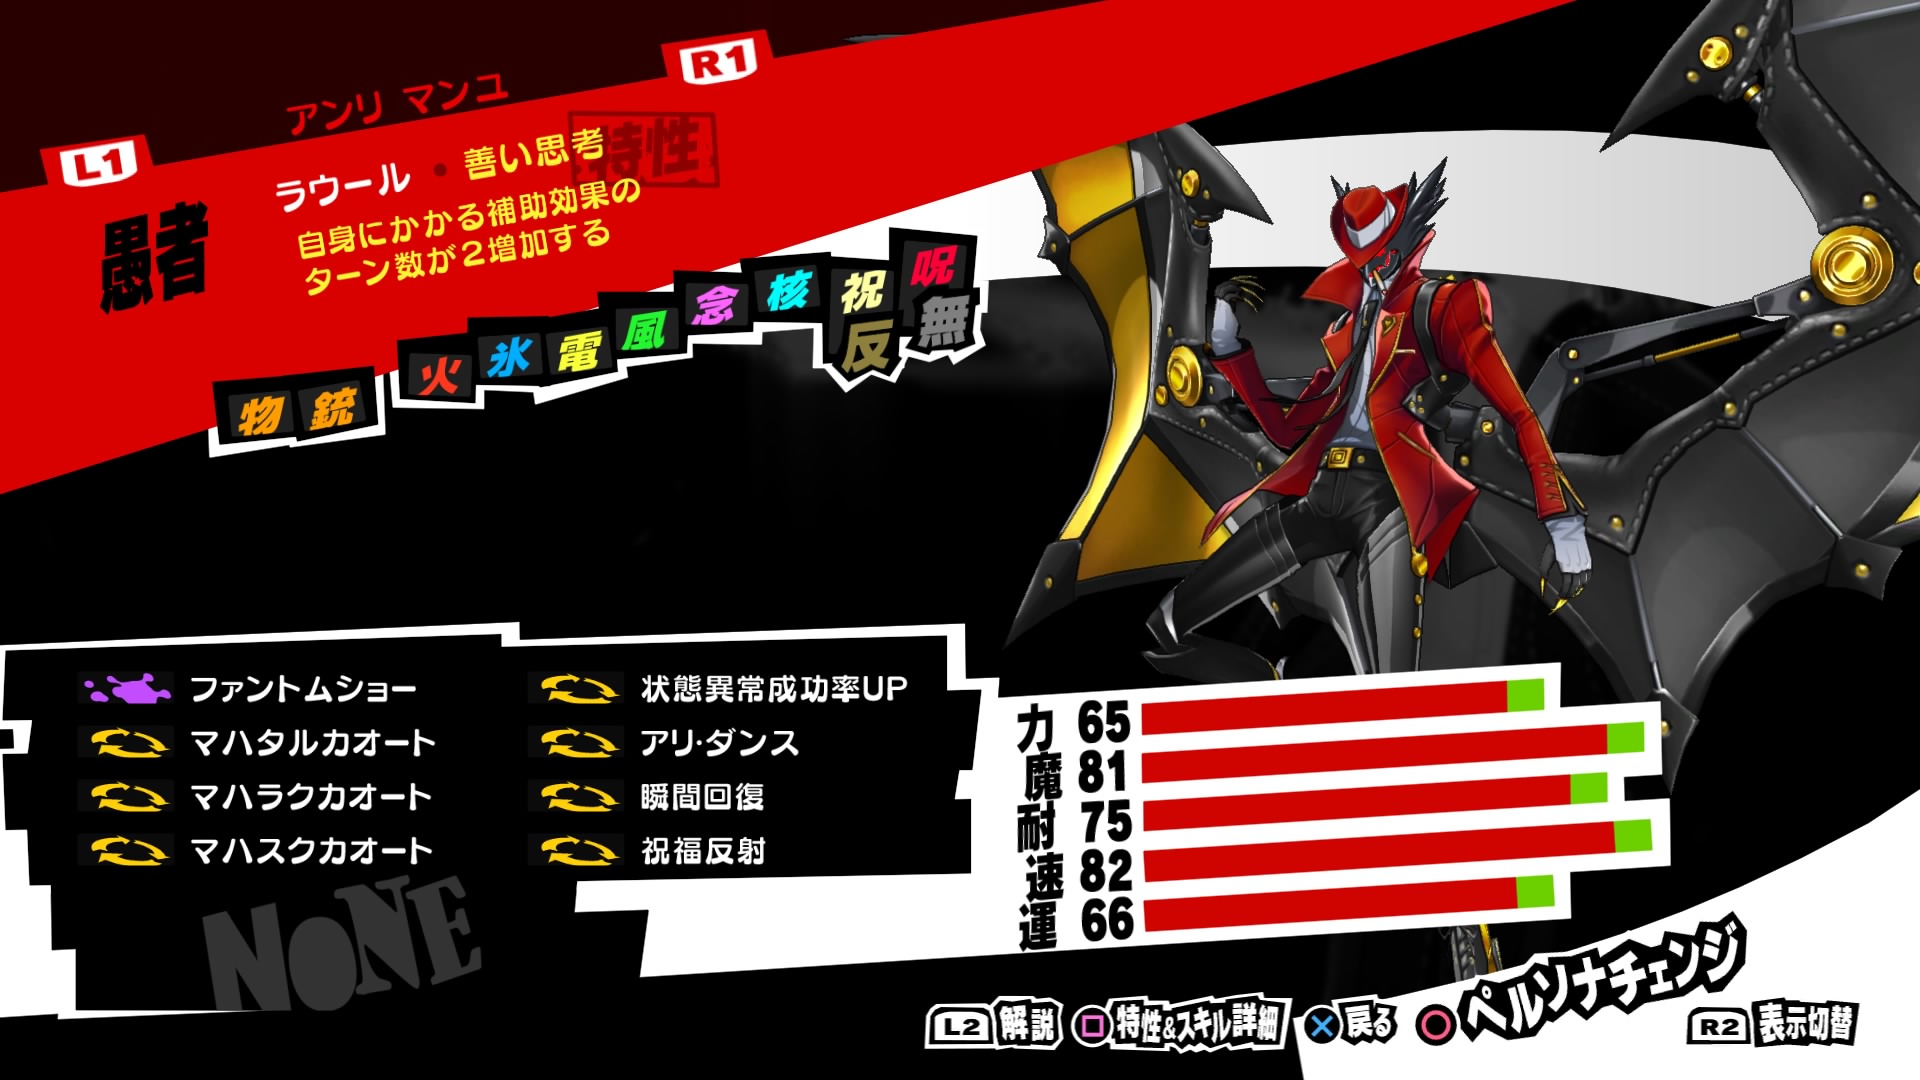 R1
アンリ マンユ
L1
特性
ラウール・善い思考
愚者
自身にかかる補助効果の
ターン数が2増加する
物 銃 火 氷 電 風 念 核 祝 呪
反 無
ファントムショー
マハタルカオート
マハラクカオート
マハスクカオート
状態異常成功率UP
アリ・ダンス
瞬間回復
祝福反射
NONE
力 65
魔 81
耐 75
速 82
運 66
L2 解説 特性&スキル詳細 戻る ペルソナチェンジ R2 表示切替